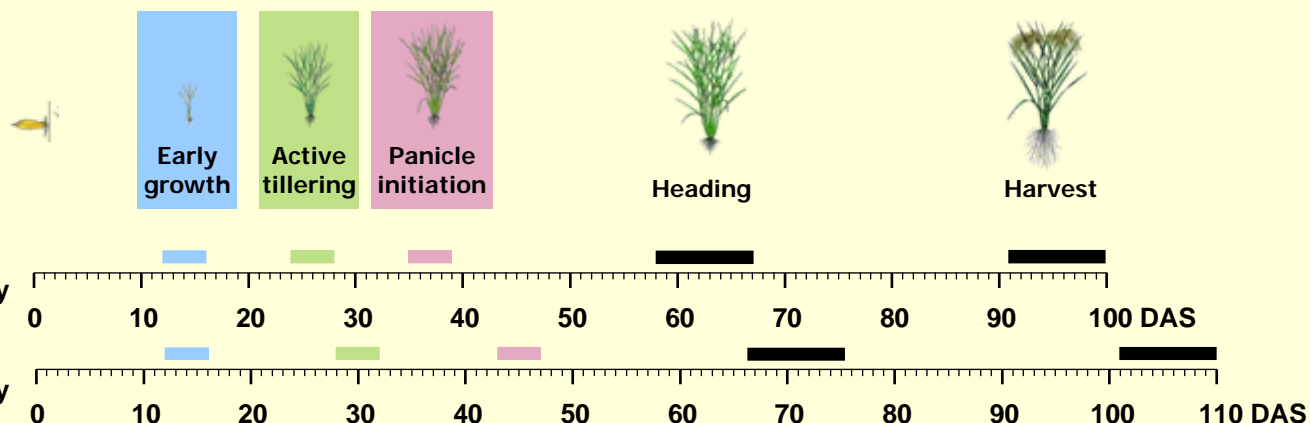 Early
growth
Active
tillering
Panicle
initiation
Heading
Harvest
y
0 10 20 30 40 50 60 70 80 90 100 DAS
y
0 10 20 30 40 50 60 70 80 90 100 110 DAS